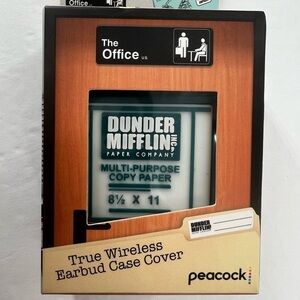 Office
The
Office U.S.
DUNDER
MIFFLIN INC.
PAPER COMPANY
MULTI-PURPOSE
COPY PAPER
8½ X 11
DUNDER
MIFFLIN
True Wireless
Earbud Case Cover
peacock